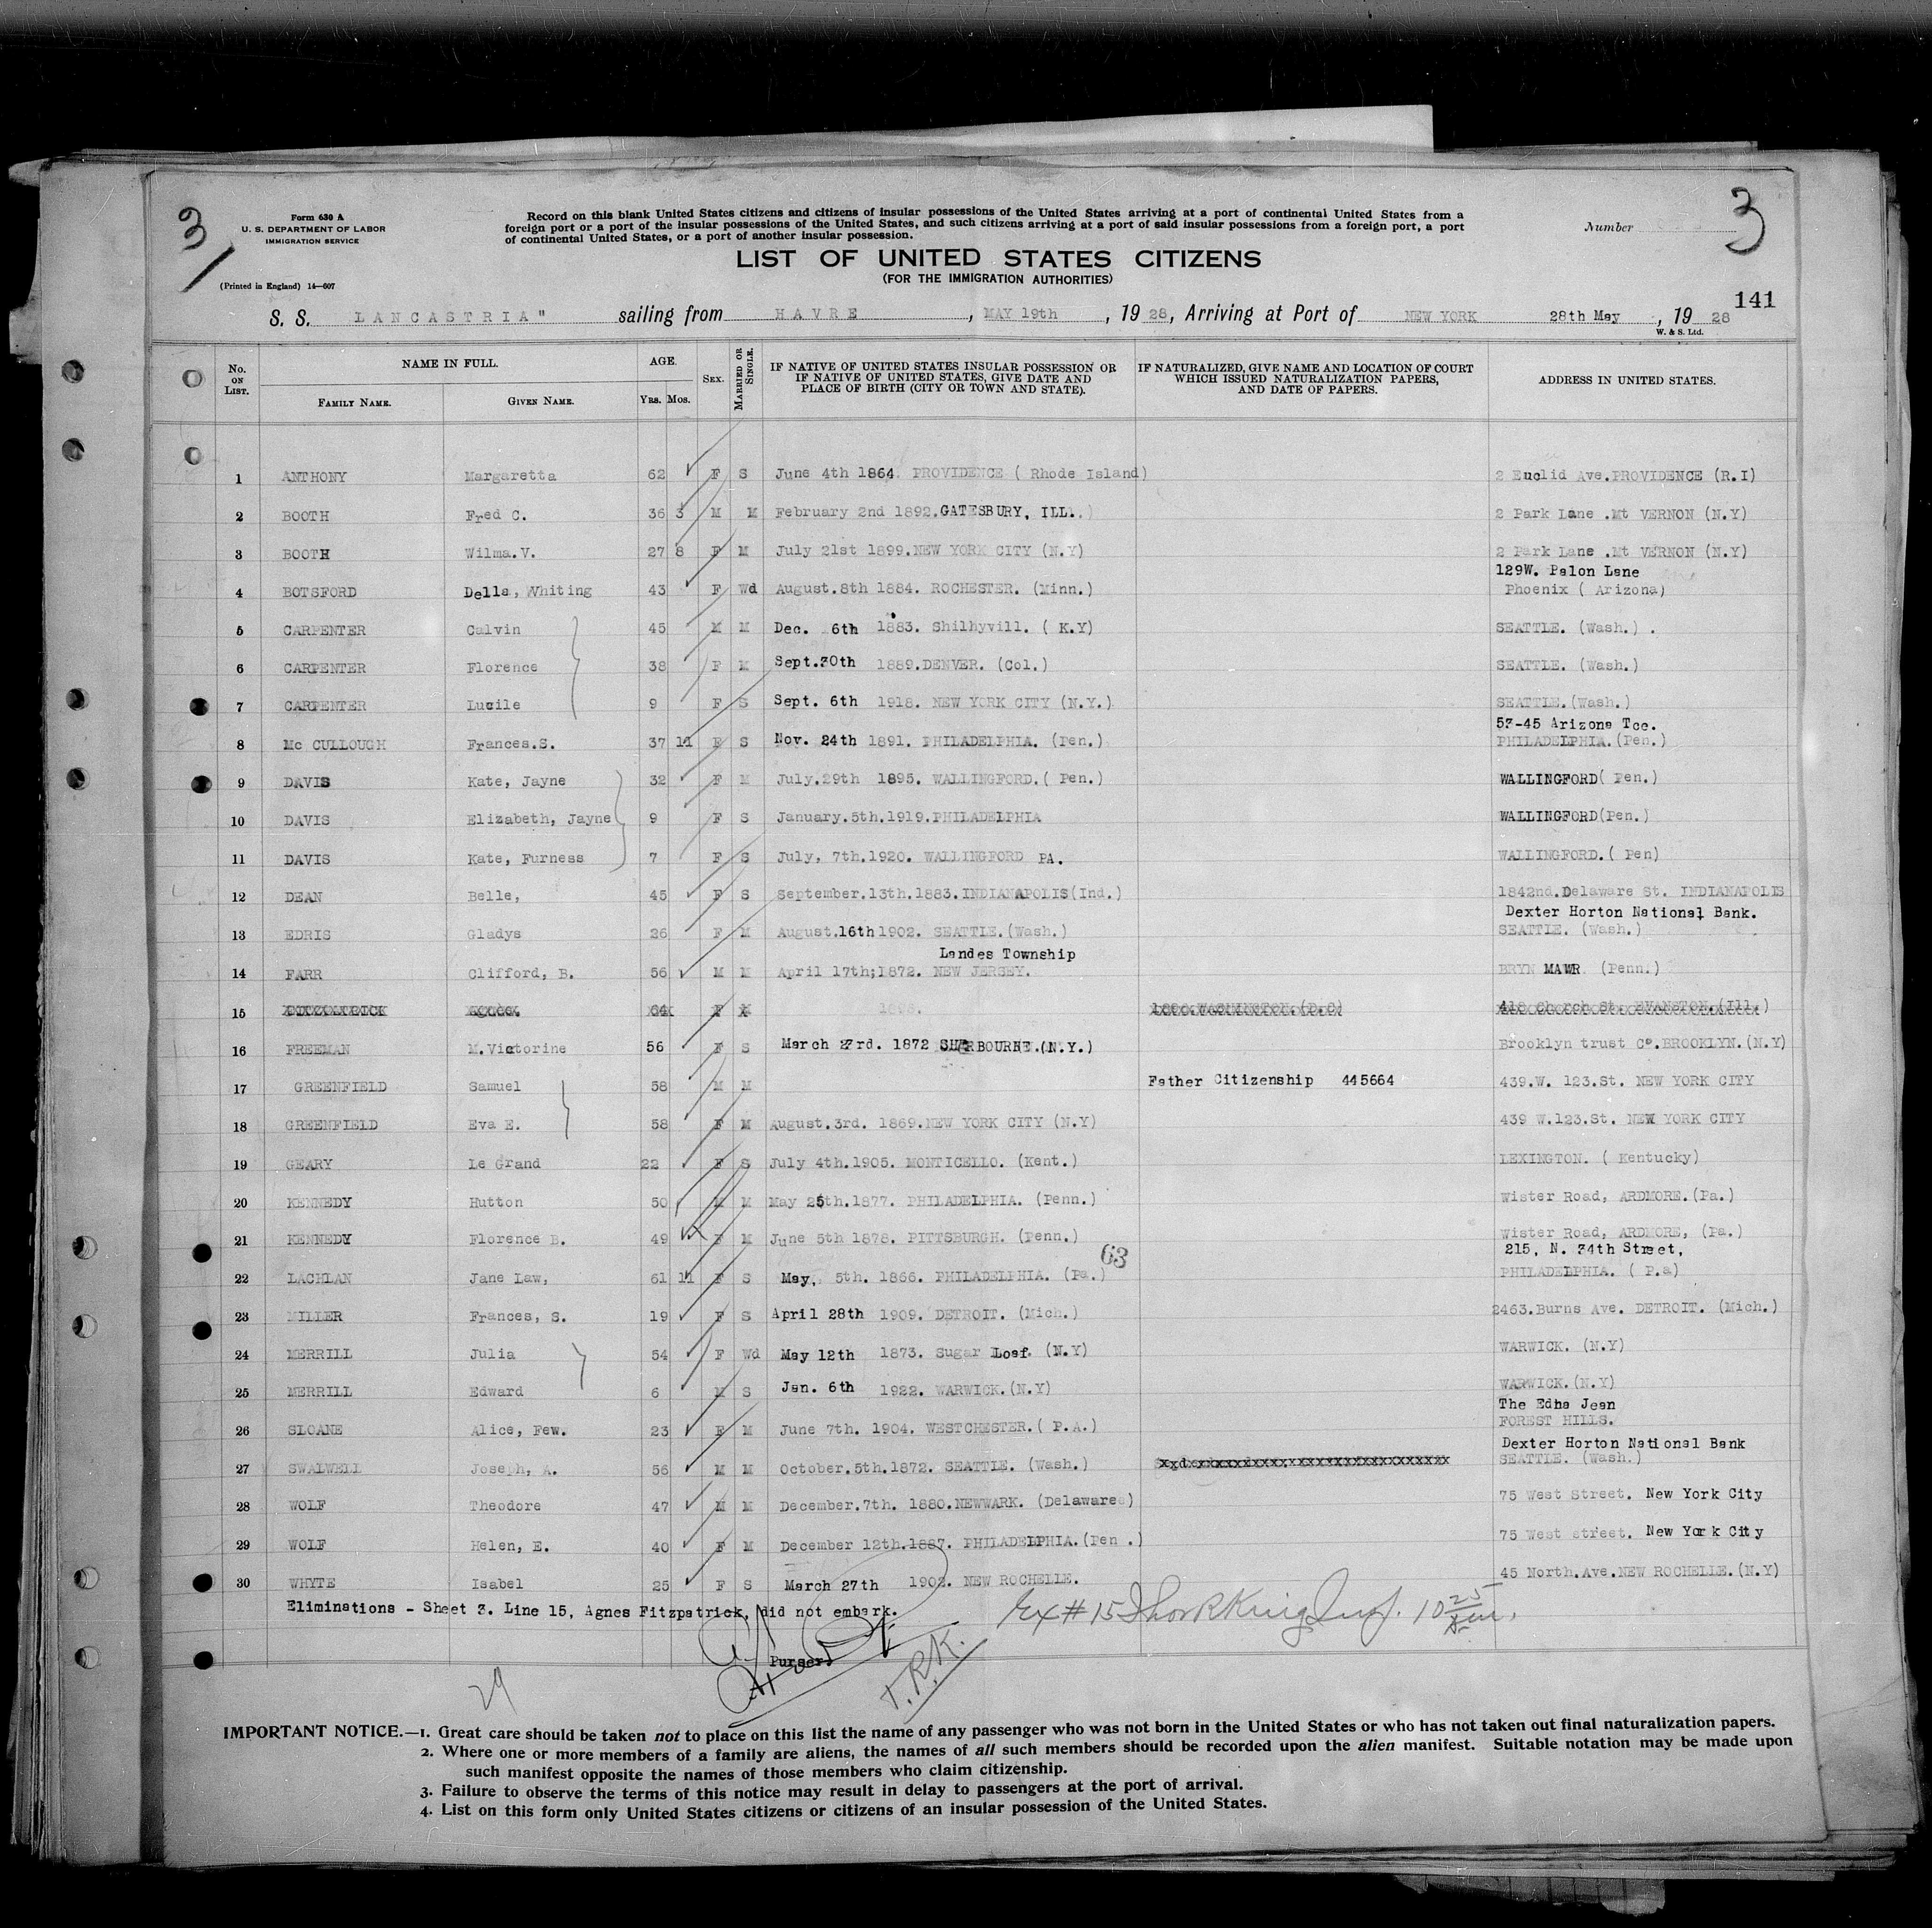 3
3
Form 630 A
U. S. DEPARTMENT OF LABOR
IMMIGRATION SERVICE
(Printed in England) 14—607
Record on this blank United States citizens and citizens of insular possessions of the United States arriving at a port of continental United States from a
foreign port or a port of the insular possessions of the United States, and such citizens arriving at a port of said insular possessions from a foreign port, a port
of continental United States, or a port of another insular possession.
Number
LIST OF UNITED STATES CITIZENS
(FOR THE IMMIGRATION AUTHORITIES)
141
S. S. LANCASTRIA" sailing from HAVRE, MAY 19th, 1928, Arriving at Port of NEW YORK 28th May, 1928
W. & S. Ltd.
No. ON LIST. NAME IN FULL. FAMILY NAME. GIVEN NAME. AGE. YRS. MOS. SEX. MARRIED OR SINGLE. IF NATIVE OF UNITED STATES INSULAR POSSESSION OR IF NATIVE OF UNITED STATES, GIVE DATE AND PLACE OF BIRTH (CITY OR TOWN AND STATE). IF NATURALIZED, GIVE NAME AND LOCATION OF COURT WHICH ISSUED NATURALIZATION PAPERS, AND DATE OF PAPERS. ADDRESS IN UNITED STATES.
1 ANTHONY Margaretta 62 F S June 4th 1864 PROVIDENCE ( Rhode Island) 2 Euclid Ave.PROVIDENCE (R.I)
2 BOOTH Fred C. 36 3 M M February 2nd 1892.GATESBURY, ILL. 2 Park Lane .Mt VERNON (N.Y)
3 BOOTH Wilma.V. 27 8 F M July 21st 1899.NEW YORK CITY (N.Y) 2 Park Lane .Mt VERNON (N.Y)
129W. Palon Lane
4 BOTSFORD Della, Whiting 43 F Wd August.8th 1884. ROCHESTER. (Minn.) Phoenix ( Arizona)
5 CARPENTER Calvin 45 M M Dec. 6th 1883. Shilhyvill. ( K.Y) SEATTLE. (Wash.) .
6 CARPENTER Florence 38 F M Sept.30th 1889.DENVER. (Col.) SEATTLE. (Wash.)
7 CARPENTER Lucile 9 F S Sept. 6th 1918. NEW YORK CITY (N.Y.) SEATTLE.(Wash.)
57-45 Arizona Tce.
8 Mc CULLOUGH Frances.S. 37 11 F S Nov. 24th 1891. PHILADELPHIA. (Pen.) PHILADELPHIA.(Pen.)
9 DAVIS Kate, Jayne 32 F M July.29th 1895. WALLINGFORD.( Pen.) WALLINGFORD( Pen.)
10 DAVIS Elizabeth, Jayne 9 F S January.5th.1919.PHILADELPHIA WALLINGFORD(Pen.)
11 DAVIS Kate, Furness 7 F S July, 7th.1920. WALLINGFORD PA. WALLINGFORD.( Pen)
12 DEAN Belle, 45 F S September.13th.1883.INDIANAPOLIS(Ind.) 1842nd.Delaware St. INDIANAPOLIS
Dexter Horton National Bank.
13 EDRIS Gladys 26 F M August.16th 1902. SEATTLE.(Wash.) SEATTLE. (Wash.)
Landes Township
14 FARR Clifford, B. 56 M M April 17th;1872. NEW JERSEY. BRYN MAWR (Penn.)
15 FITZPATRICK Agnes. 64 F WASHINGTON.(D.C) 418 Church St. EVANSTON.(Ill.)
16 FREEMAN M.Victorine 56 F S March 23rd. 1872 SHERBOURNE.(N.Y.) Brooklyn trust Co.BROOKLYN.(N.Y)
17 GREENFIELD Samuel 58 M M Father Citizenship 445664 439.W. 123.St. NEW YORK CITY
18 GREENFIELD Eva E. 58 F M August.3rd. 1869.NEW YORK CITY (N.Y) 439 W.123.St. NEW YORK CITY
19 GEARY Le Grand 22 F S July 4th.1905. MONTICELLO. (Kent.) LEXINGTON. ( Kentucky)
20 KENNEDY Hutton 50 M M May 25th.1877. PHILADELPHIA. (Penn.) Wister Road, ARDMORE.(Pa.)
21 KENNEDY Florence B. 49 F M June 5th 1878. PITTSBURGH. (Penn.) Wister Road, ARDMORE, (Pa.)
63 215, N. 34th Street,
22 LACHLAN Jane Law, 61 11 F S May, 5th. 1866. PHILADELPHIA. (Pa.) PHILADELPHIA. ( P.a)
23 MILLER Frances, S. 19 F S April 28th 1909. DETROIT. (Mich.) 2463.Burns Ave. DETROIT. (Mich.)
24 MERRILL Julia 54 F Wd May 12th 1873. Sugar Loaf. (N.Y) WARWICK. (N.Y)
25 MERRILL Edward 6 M S Jan. 6th 1922. WARWICK.(N.Y) WARWICK.(N.Y)
The Edna Jean
26 SLOANE Alice, Few. 23 F M June 7th. 1904. WESTCHESTER.( P.A.) FOREST HILLS.
Dexter Horton National Bank
27 SWALWELL Joseph, A. 56 M M October.5th.1872. SEATTLE. (Wash.) SEATTLE. (Wash.)
28 WOLF Theodore 47 M M December.7th. 1880.NEWWARK. (Delaware) 75 West Street. New York City
29 WOLF Helen, E. 40 F M December 12th.1887. PHILADELPHIA.(Pen .) 75 West street. New York City
30 WHYTE Isabel 25 F S March 27th 1903. NEW ROCHELLE. 45 North.Ave.NEW ROCHELLE.(N.Y)
Eliminations - Sheet 3. Line 15, Agnes Fitzpatrick, did not embark.
Ex # 15 Thor R King Insp. 10 25
Purser
T.R.K.
29
IMPORTANT NOTICE.—1. Great care should be taken not to place on this list the name of any passenger who was not born in the United States or who has not taken out final naturalization papers.
2. Where one or more members of a family are aliens, the names of all such members should be recorded upon the alien manifest. Suitable notation may be made upon
such manifest opposite the names of those members who claim citizenship.
3. Failure to observe the terms of this notice may result in delay to passengers at the port of arrival.
4. List on this form only United States citizens or citizens of an insular possession of the United States.